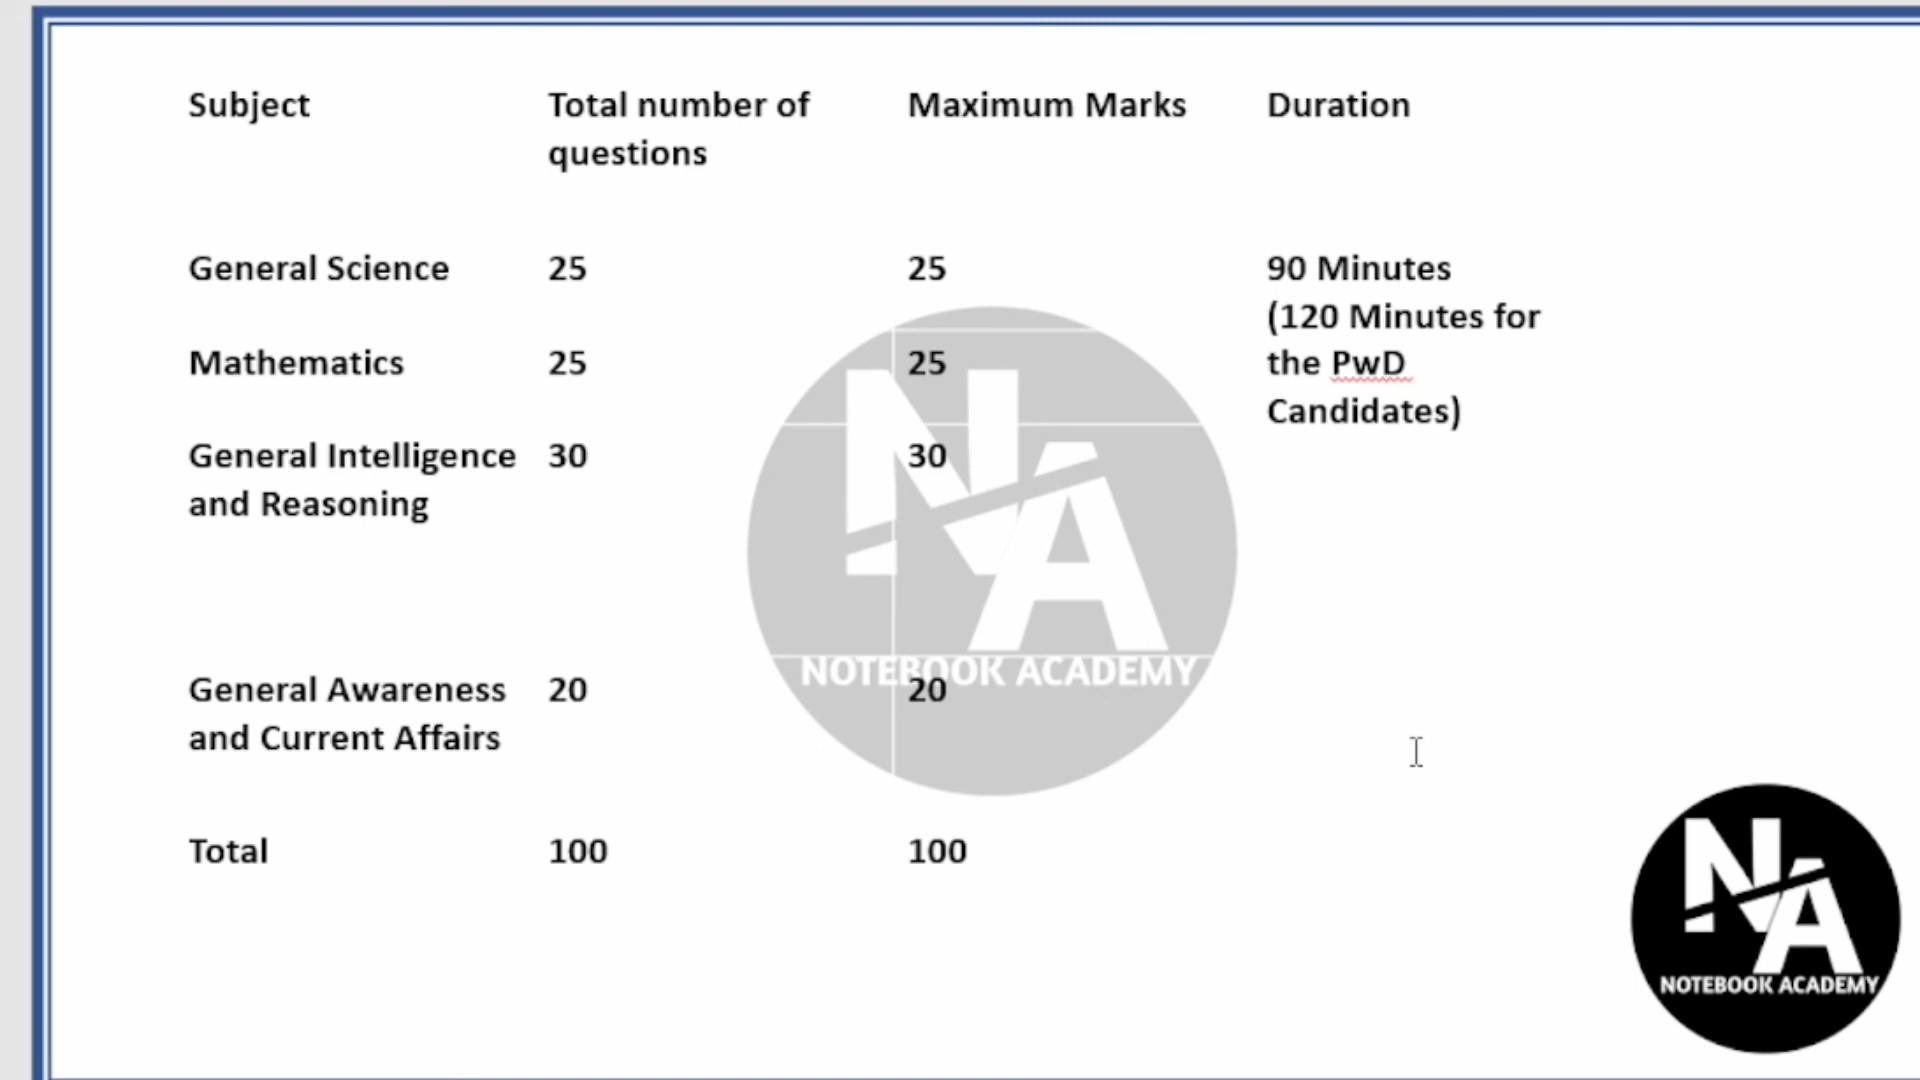 Subject Total number of questions Maximum Marks Duration
General Science 25 25 90 Minutes
(120 Minutes for
the PwD
Candidates)
Mathematics 25 25
General Intelligence 30 30
and Reasoning
General Awareness 20 20
and Current Affairs
Total 100 100
NA
NOTEBOOK ACADEMY
NA
NOTEBOOK ACADEMY